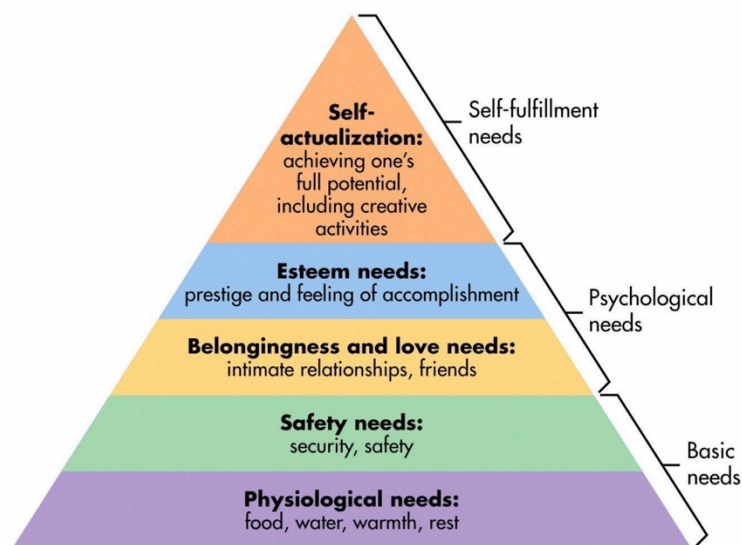 Self-
actualization:
achieving one's
full potential,
including creative
activities
Self-fulfillment
needs
Esteem needs:
prestige and feeling of accomplishment
Psychological
needs
Belongingness and love needs:
intimate relationships, friends
Safety needs:
security, safety
Basic
needs
Physiological needs:
food, water, warmth, rest